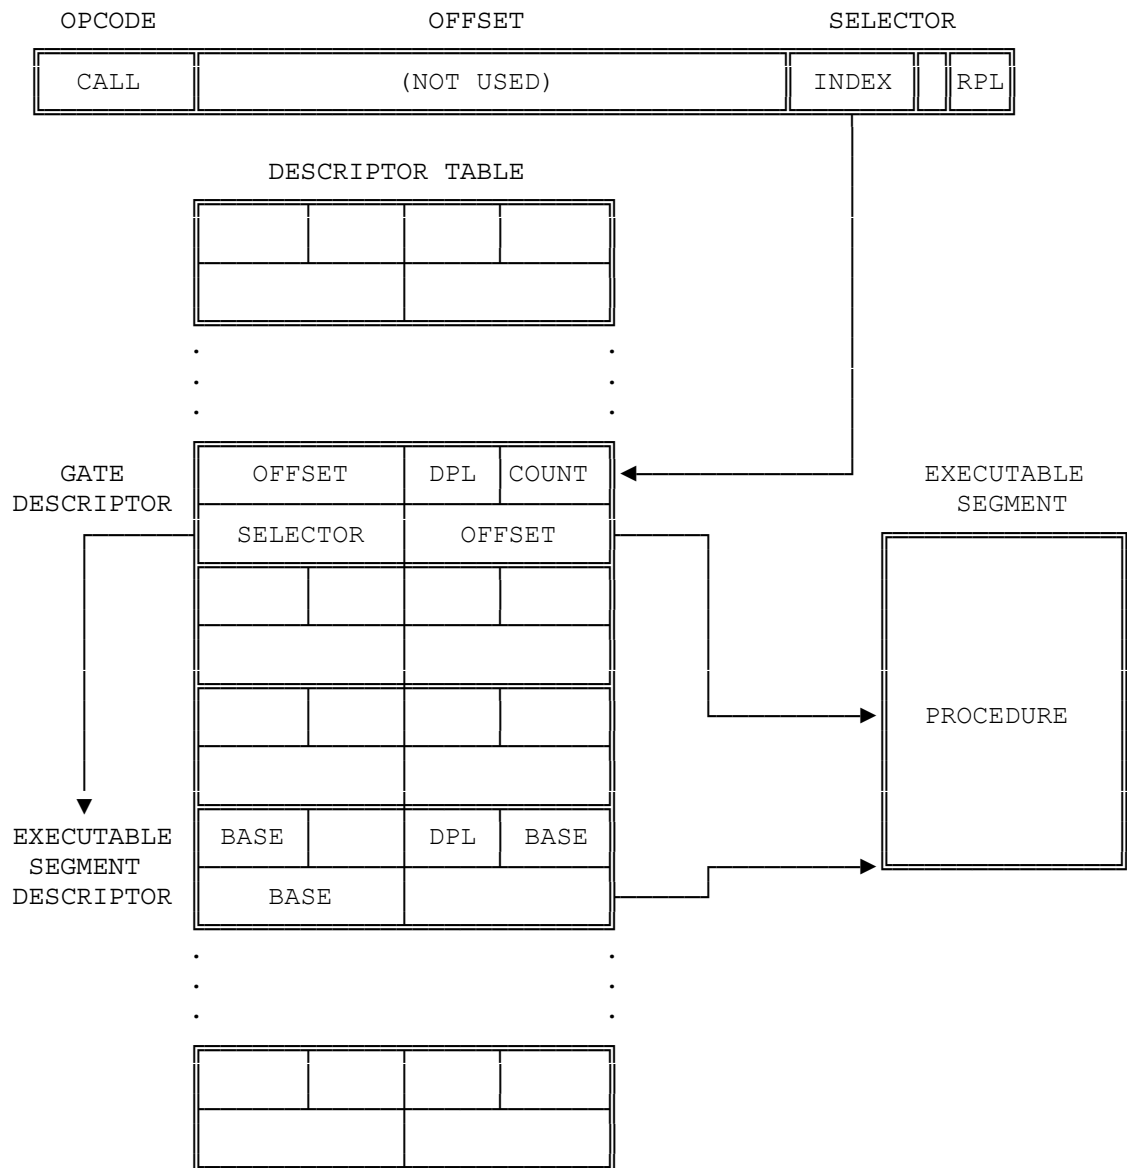 OPCODE OFFSET SELECTOR
CALL (NOT USED) INDEX RPL
DESCRIPTOR TABLE
GATE
DESCRIPTOR
OFFSET DPL COUNT
SELECTOR OFFSET
EXECUTABLE
SEGMENT
PROCEDURE
EXECUTABLE
SEGMENT
DESCRIPTOR
BASE DPL BASE
BASE